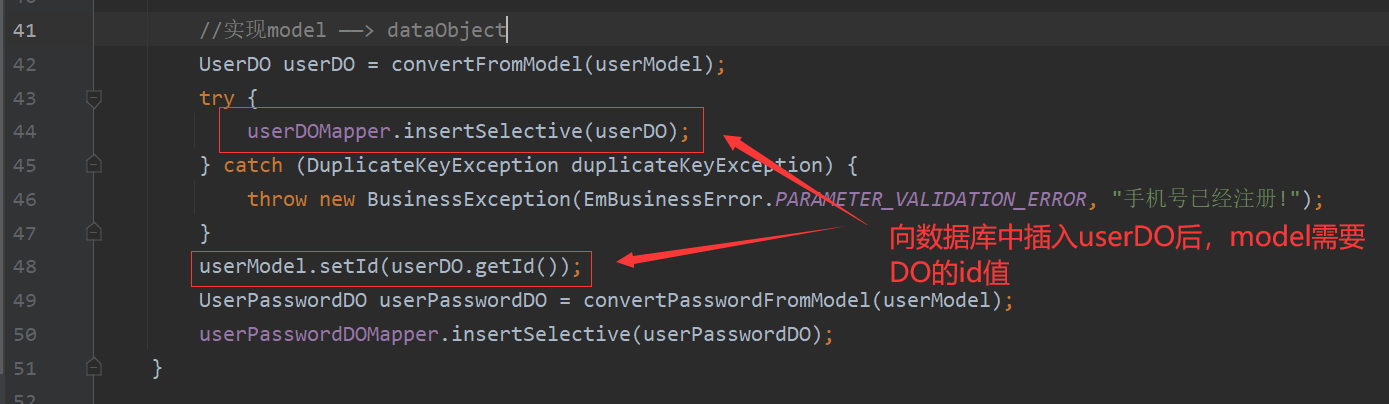 41 //实现model ——> dataObject
42 UserDO userDO = convertFromModel(userModel);
43 try {
44 userDOMapper.insertSelective(userDO);
45 } catch (DuplicateKeyException duplicateKeyException) {
46 throw new BusinessException(EmBusinessError.PARAMETER_VALIDATION_ERROR, "手机号已经注册!");
47 }
向数据库中插入userDO后，model需要
DO的id值
48 userModel.setId(userDO.getId());
49 UserPasswordDO userPasswordDO = convertPasswordFromModel(userModel);
50 userPasswordDOMapper.insertSelective(userPasswordDO);
51 }